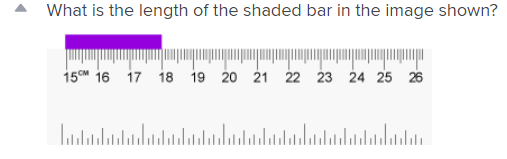 What is the length of the shaded bar in the image shown?
15CM 16 17 18 19 20 21 22 23 24 25 26